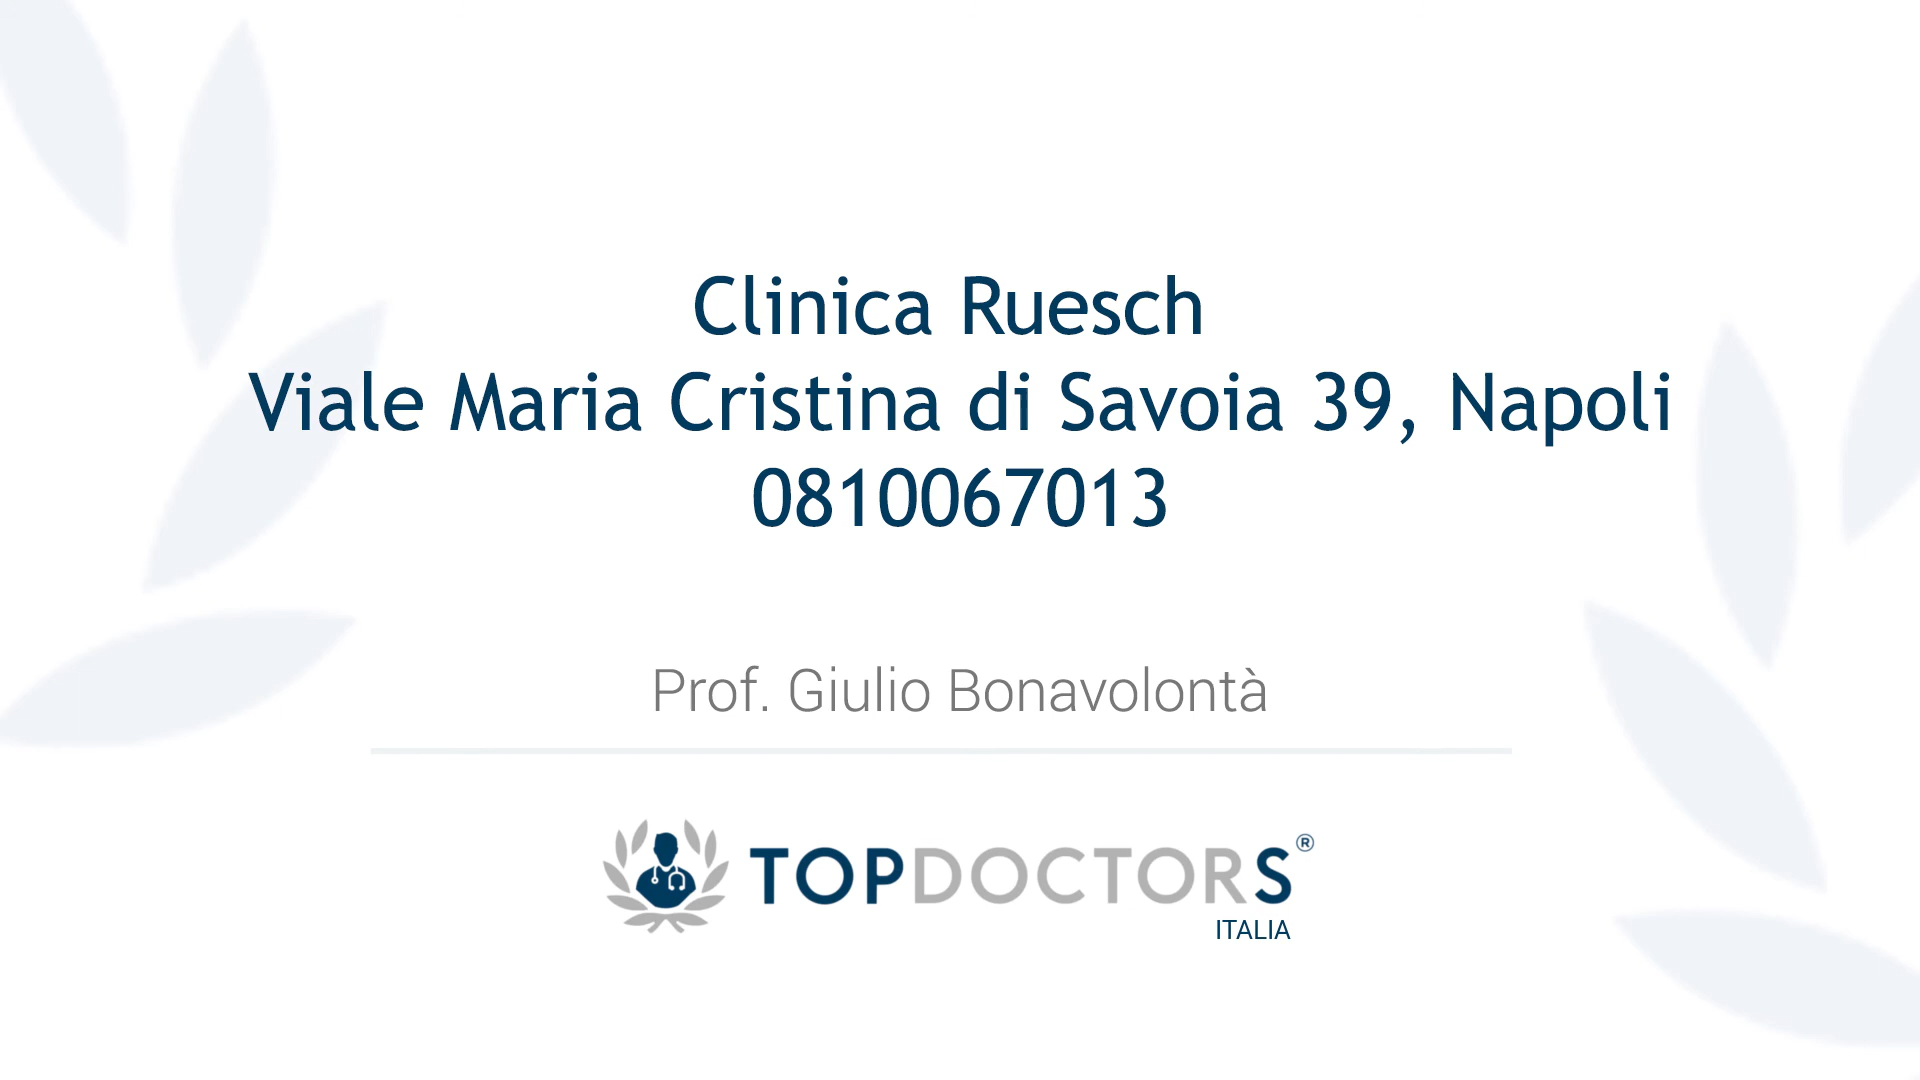 Clinica Ruesch
Viale Maria Cristina di Savoia 39, Napoli
0810067013
Prof. Giulio Bonavolontà
TOPDOCTORS®
ITALIA